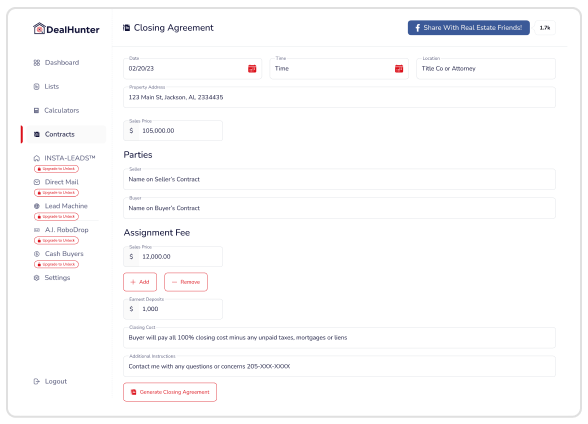 DealHunter
Closing Agreement
Share With Real Estate Friends!
1.7k
Dashboard
Lists
Calculators
Contracts
INSTA-LEADS™
Upgrade to Unlock
Direct Mail
Upgrade to Unlock
Lead Machine
Upgrade to Unlock
A.I. RoboDrop
Upgrade to Unlock
Cash Buyers
Upgrade to Unlock
Settings
Logout
Date
02/20/23
Time
Time
Location
Title Co or Attorney
Property Address
123 Main St, Jackson, AL 2334435
Sales Price
$ 105,000.00
Parties
Seller
Name on Seller's Contract
Buyer
Name on Buyer's Contract
Assignment Fee
Sales Price
$ 12,000.00
+ Add
— Remove
Earnest Deposits
$ 1,000
Closing Cost
Buyer will pay all 100% closing cost minus any unpaid taxes, mortgages or liens
Additional Instructions
Contact me with any questions or concerns 205-XXX-XXXX
Generate Closing Agreement